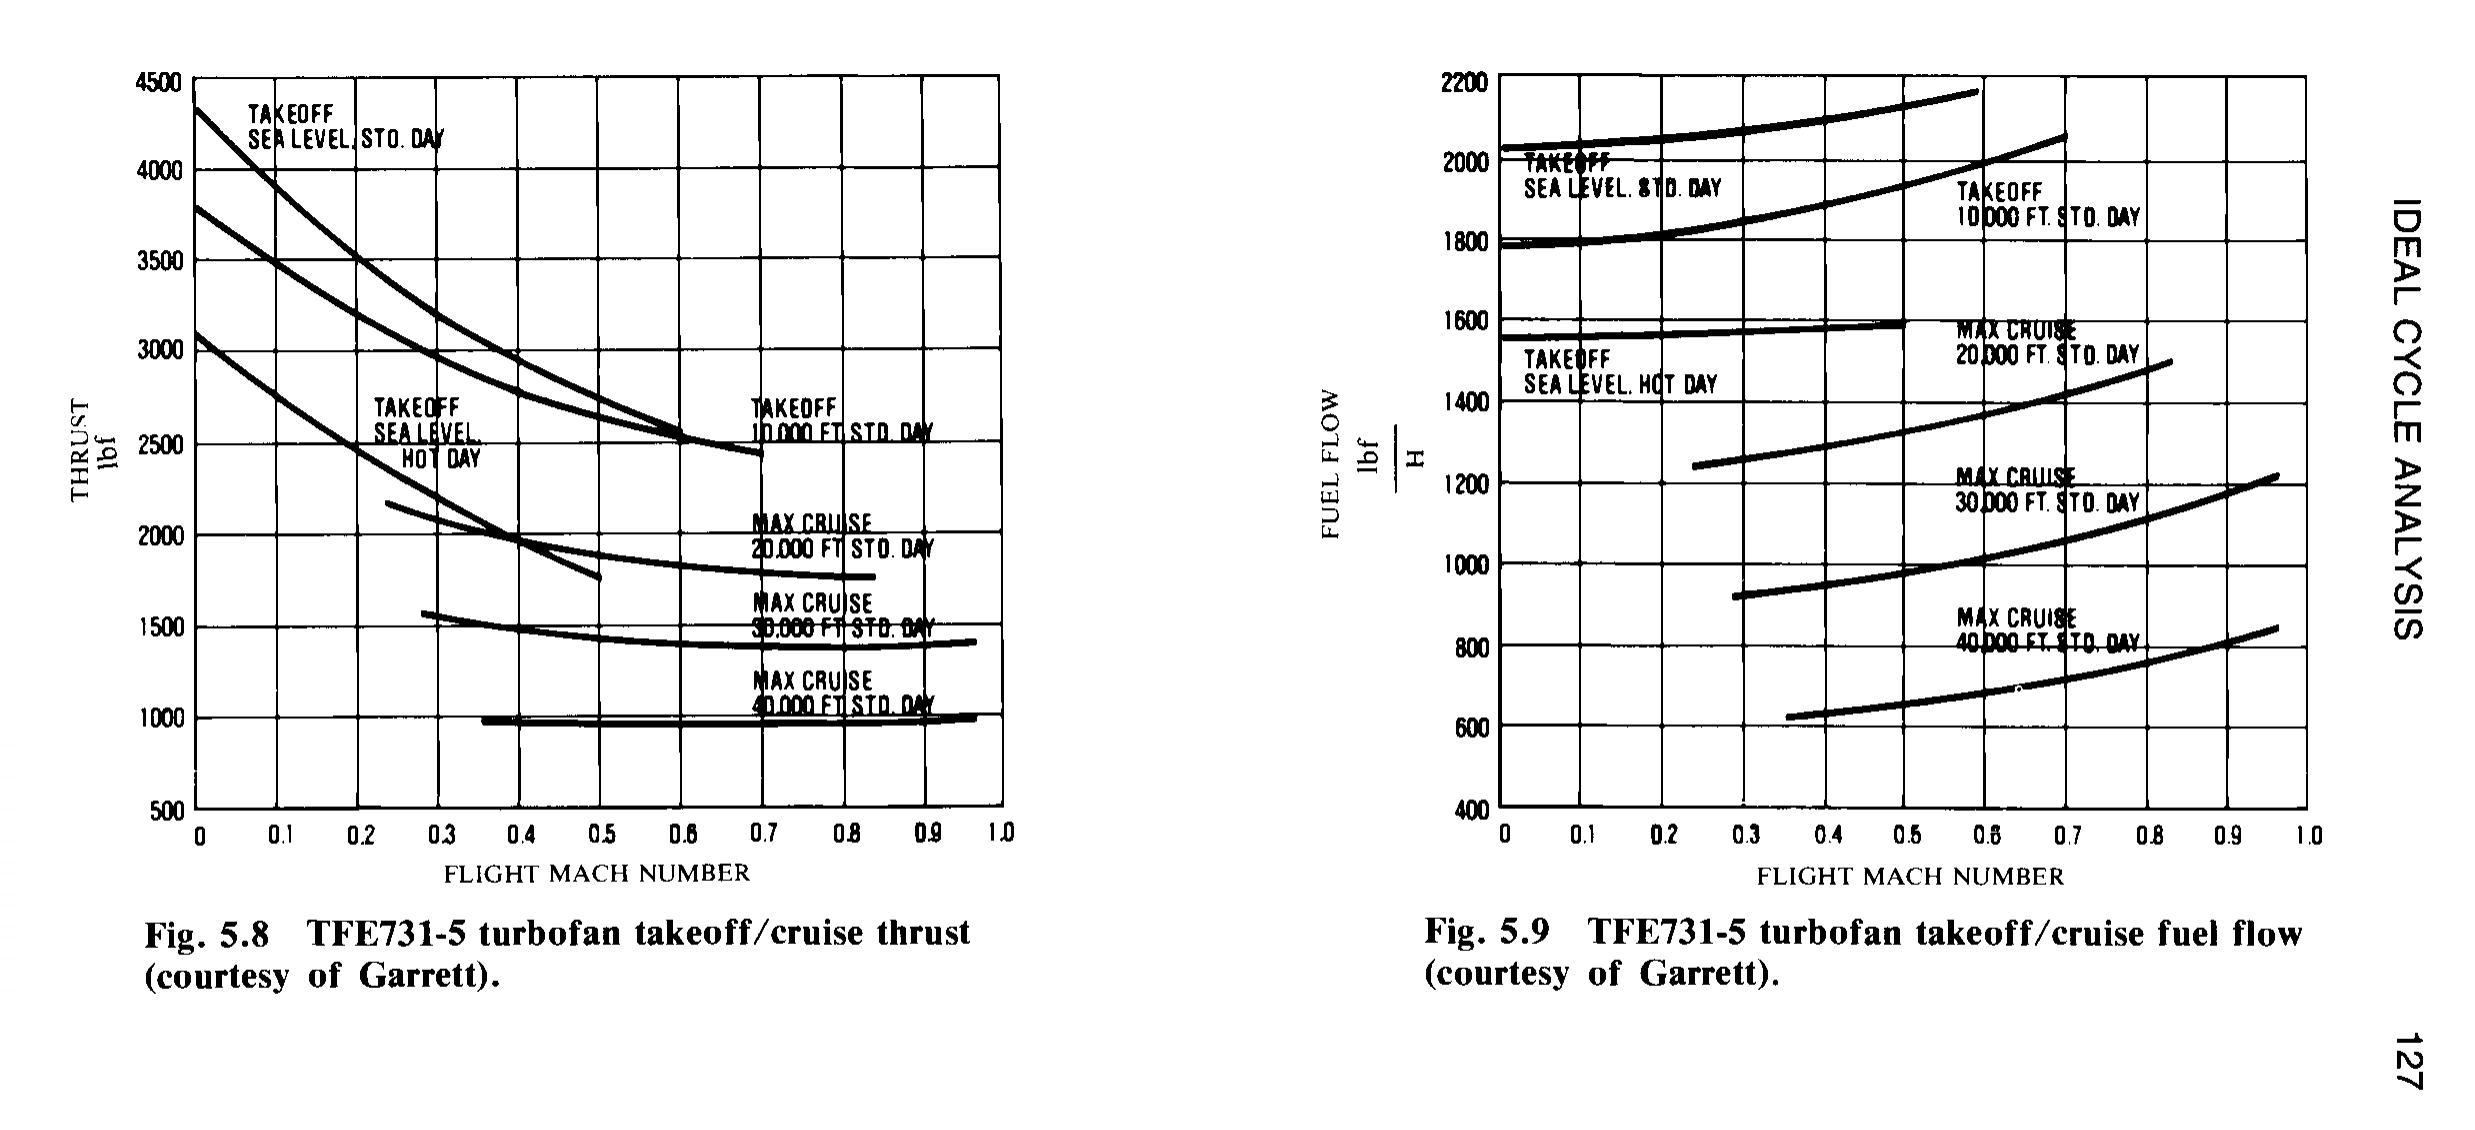 4500
4000
3500
3000
2500
2000
1500
1000
500
THRUST
lbf
TAKEOFF
SEA LEVEL, STD. DAY
TAKEOFF
SEA LEVEL,
HOT DAY
TAKEOFF
10,000 FT STD. DAY
MAX CRUISE
20,000 FT STD. DAY
MAX CRUISE
30,000 FT STD. DAY
MAX CRUISE
40,000 FT STD. DAY
0 0.1 0.2 0.3 0.4 0.5 0.6 0.7 0.8 0.9 1.0
FLIGHT MACH NUMBER
Fig. 5.8 TFE731-5 turbofan takeoff/cruise thrust
(courtesy of Garrett).
2200
2000
1800
1600
1400
1200
1000
800
600
400
FUEL FLOW
lbf
H
TAKEOFF
SEA LEVEL. STD. DAY
TAKEOFF
10,000 FT. STD. DAY
TAKEOFF
SEA LEVEL. HOT DAY
MAX CRUISE
20,000 FT. STD. DAY
MAX CRUISE
30,000 FT. STD. DAY
MAX CRUISE
40,000 FT. STD. DAY
0 0.1 0.2 0.3 0.4 0.5 0.6 0.7 0.8 0.9 1.0
FLIGHT MACH NUMBER
Fig. 5.9 TFE731-5 turbofan takeoff/cruise fuel flow
(courtesy of Garrett).
IDEAL CYCLE ANALYSIS
127